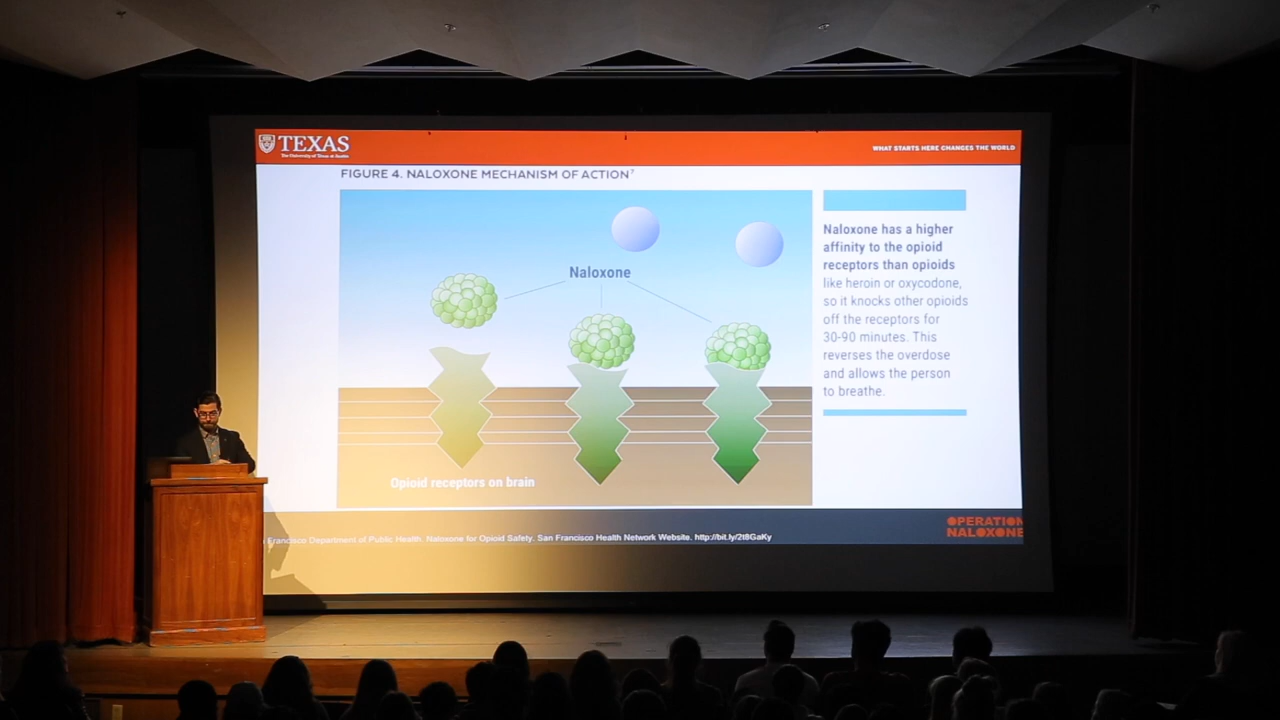 TEXAS
The University of Texas at Austin
WHAT STARTS HERE CHANGES THE WORLD
FIGURE 4. NALOXONE MECHANISM OF ACTION⁷
Naloxone
Opioid receptors on brain
Naloxone has a higher
affinity to the opioid
receptors than opioids
like heroin or oxycodone,
so it knocks other opioids
off the receptors for
30-90 minutes. This
reverses the overdose
and allows the person
to breathe.
Francisco Department of Public Health. Naloxone for Opioid Safety. San Francisco Health Network Website. http://bit.ly/2t8GaKy
OPERATION
NALOXONE